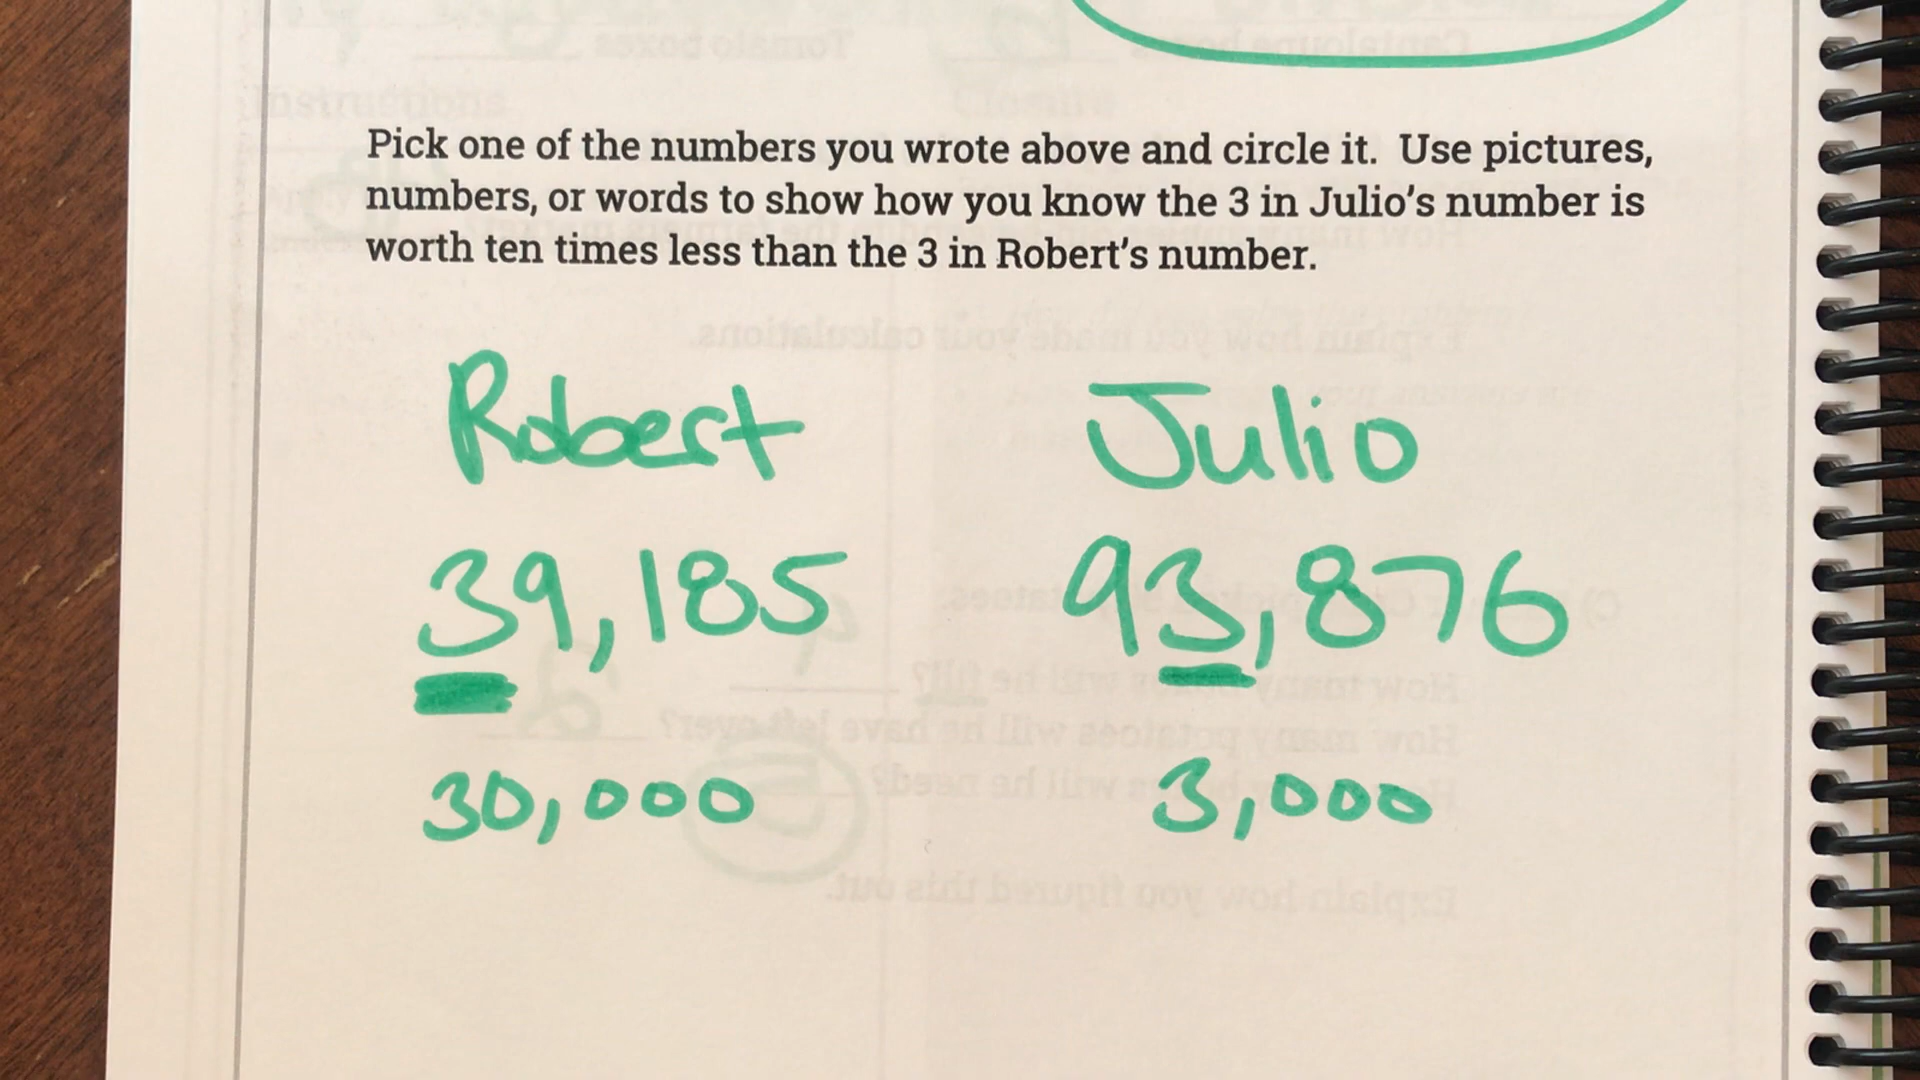 Pick one of the numbers you wrote above and circle it. Use pictures,
numbers, or words to show how you know the 3 in Julio's number is
worth ten times less than the 3 in Robert's number.
Robert Julio
39,185 93,876
30,000 3,000